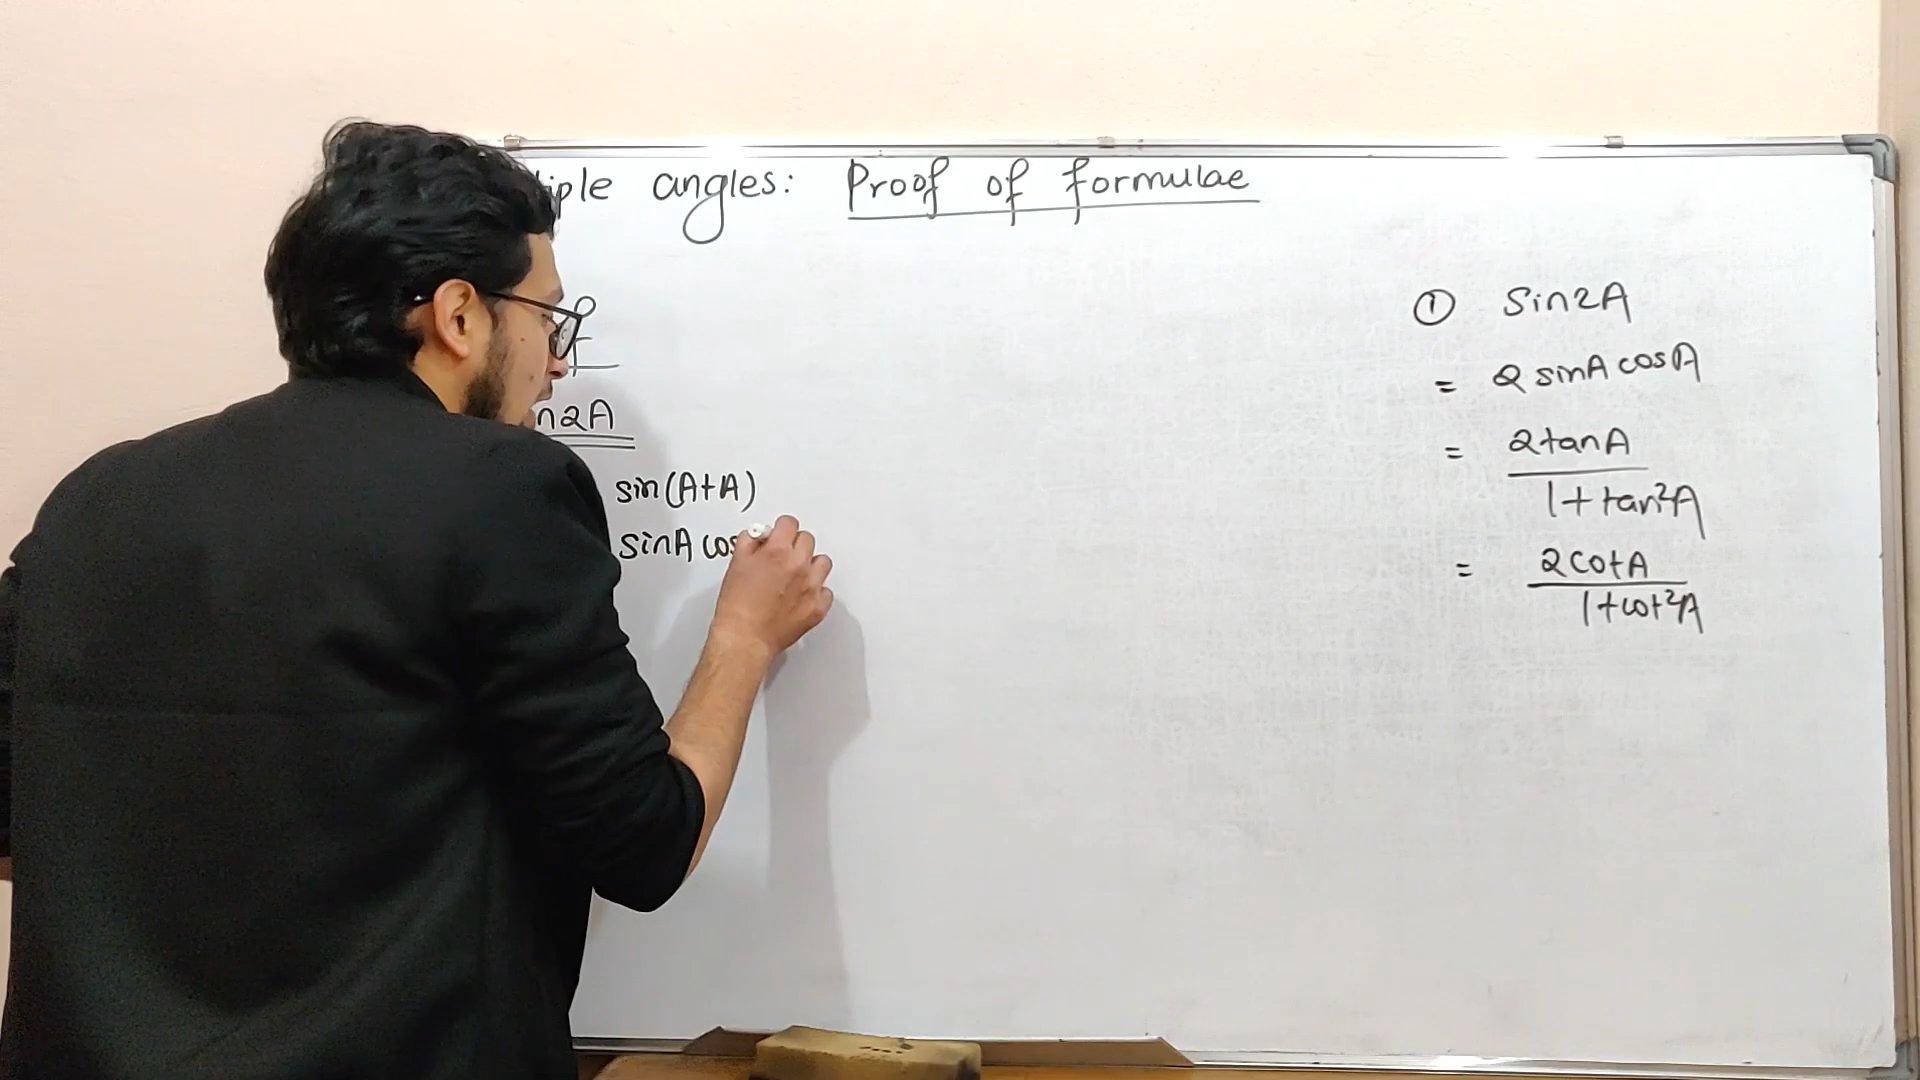 angles: Proof of formulae
n2A
sin(A+A)
sinA cos
① Sin2A
= 2 sinA cosA
= 2tanA
1+tan²A
= 2cotA
1+cot²A